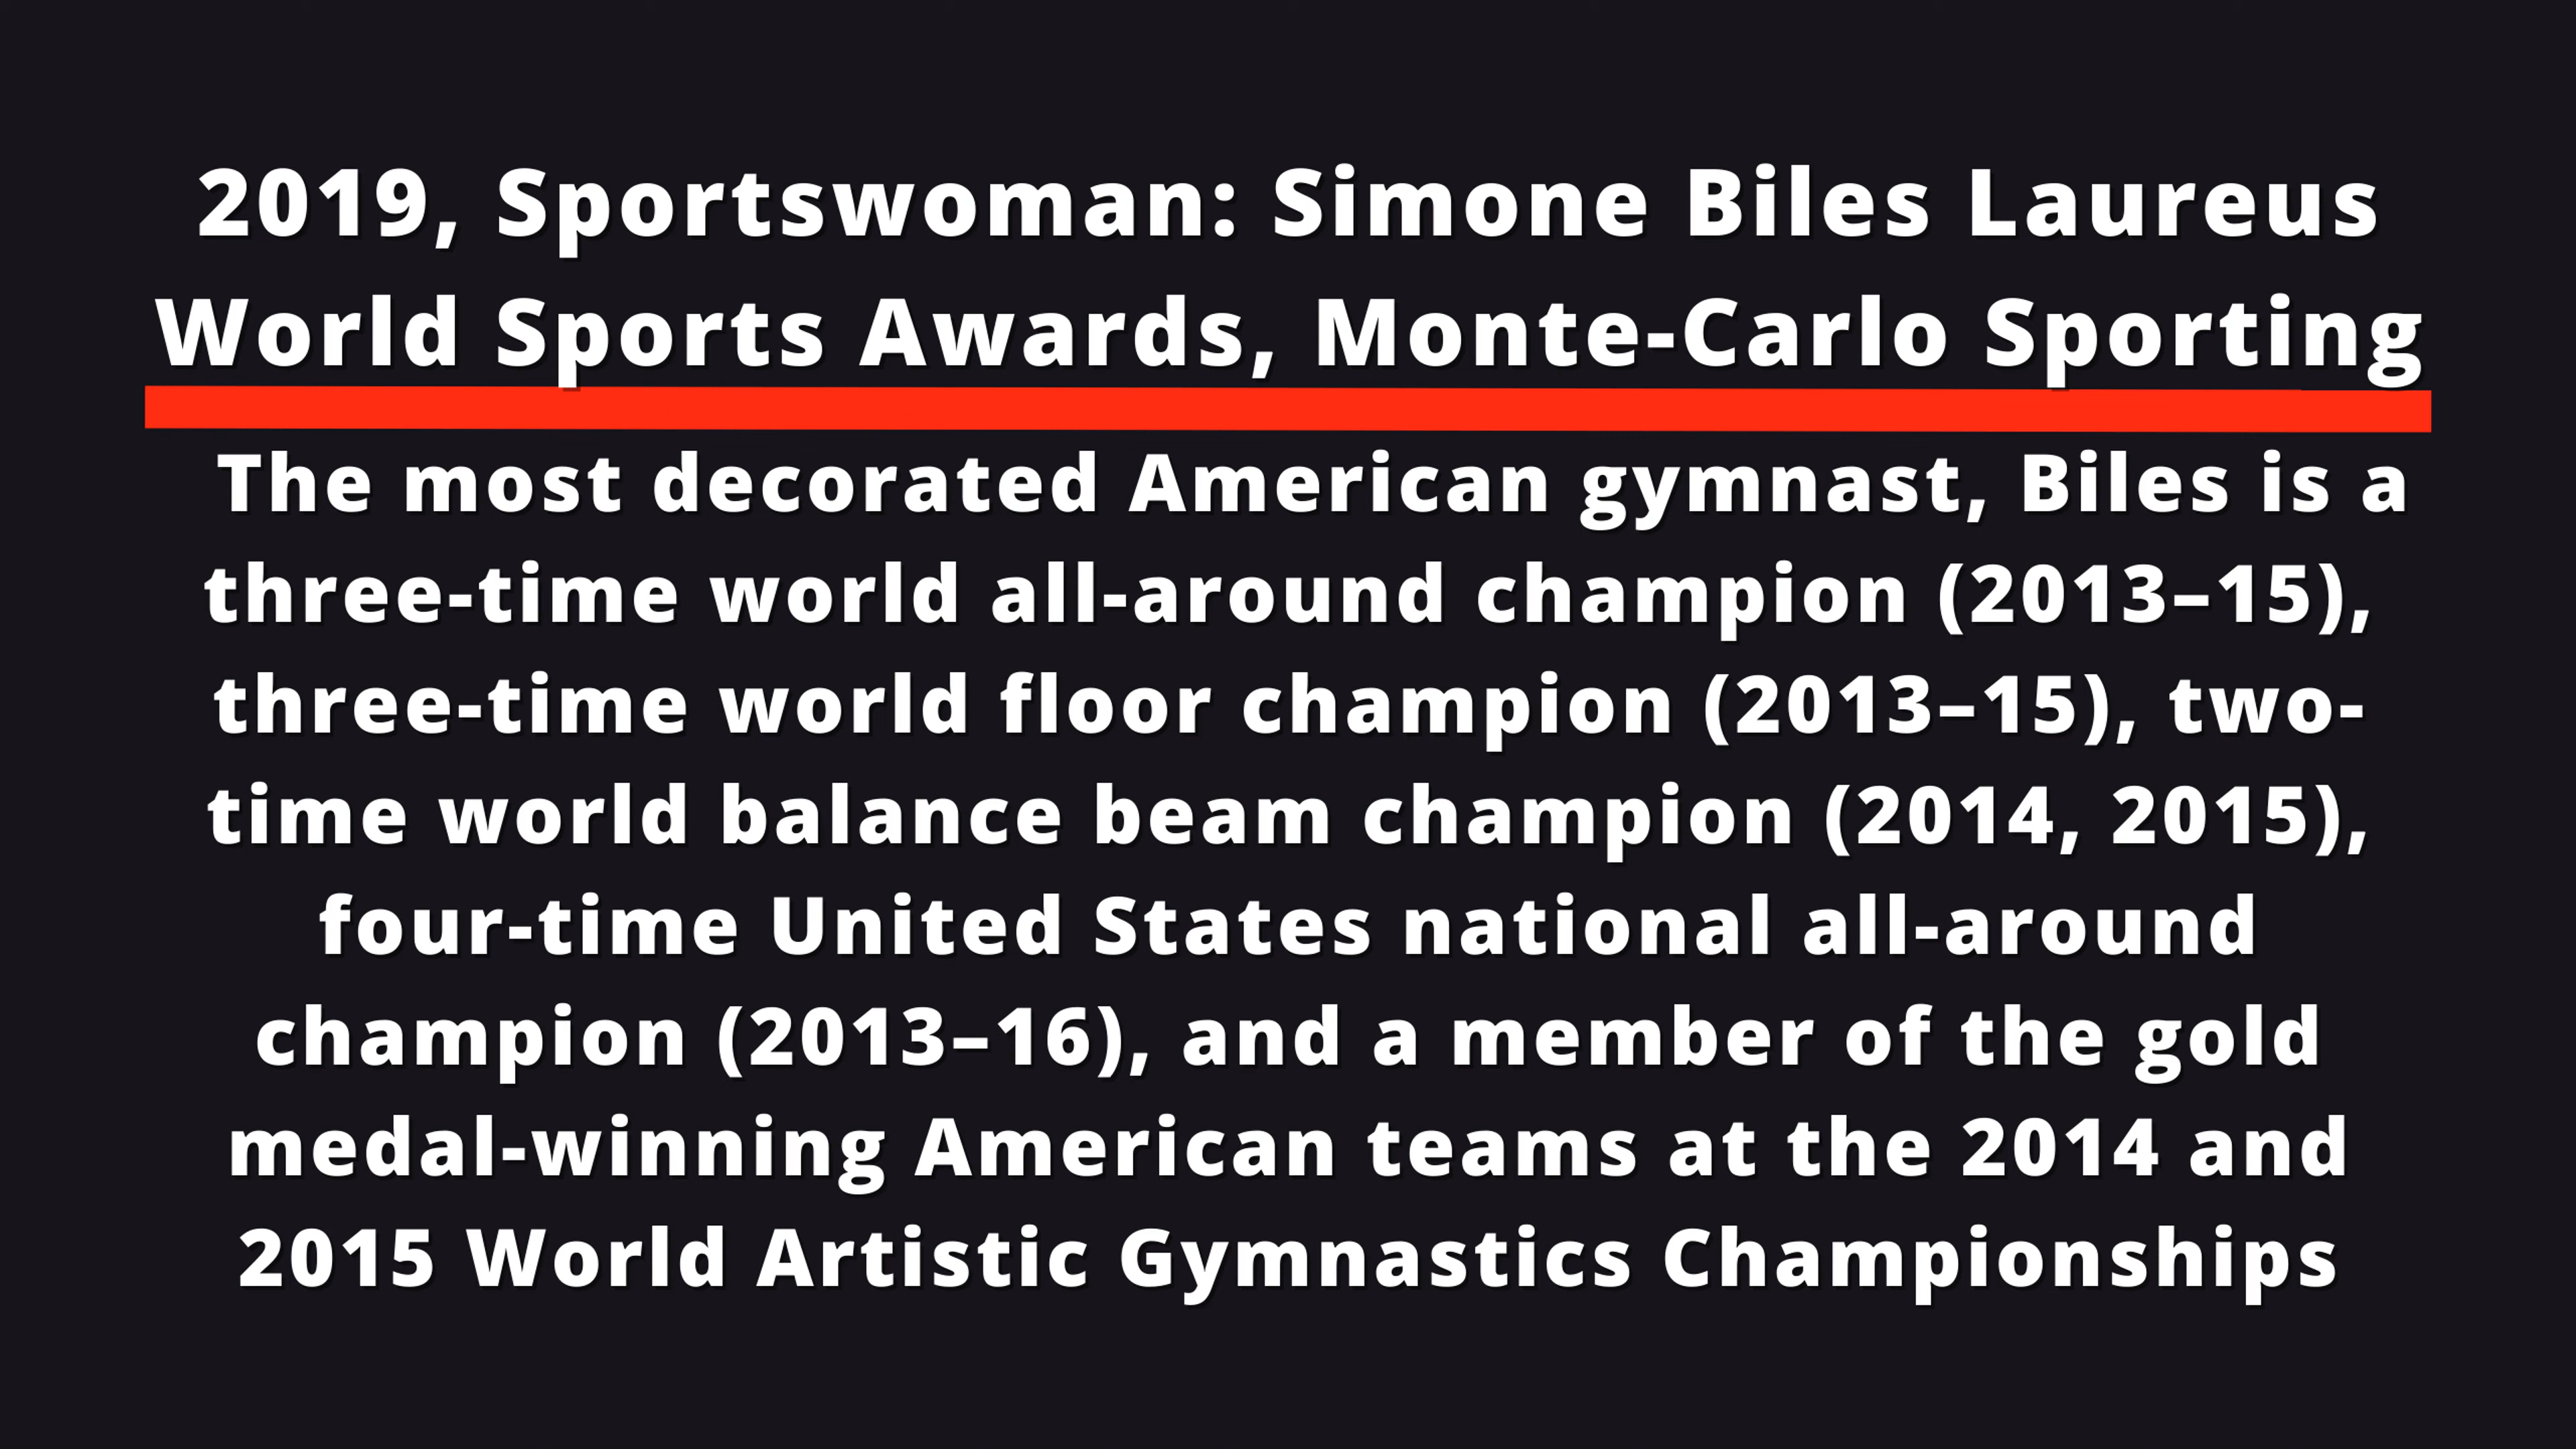 2019, Sportswoman: Simone Biles Laureus
World Sports Awards, Monte-Carlo Sporting
The most decorated American gymnast, Biles is a
three-time world all-around champion (2013–15),
three-time world floor champion (2013–15), two-
time world balance beam champion (2014, 2015),
four-time United States national all-around
champion (2013–16), and a member of the gold
medal-winning American teams at the 2014 and
2015 World Artistic Gymnastics Championships